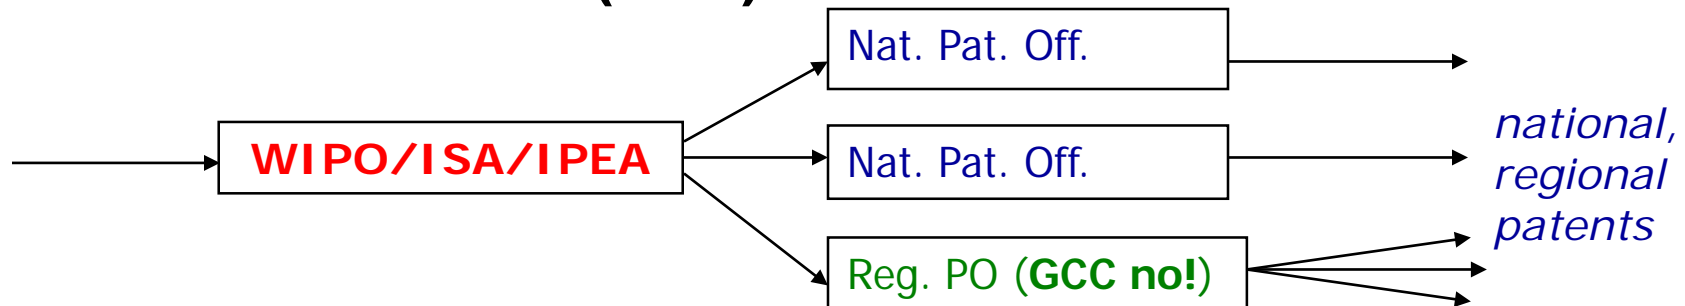 Nat. Pat. Off.
WIPO/ISA/IPEA
Nat. Pat. Off.
national,
regional
patents
Reg. PO (GCC no!)